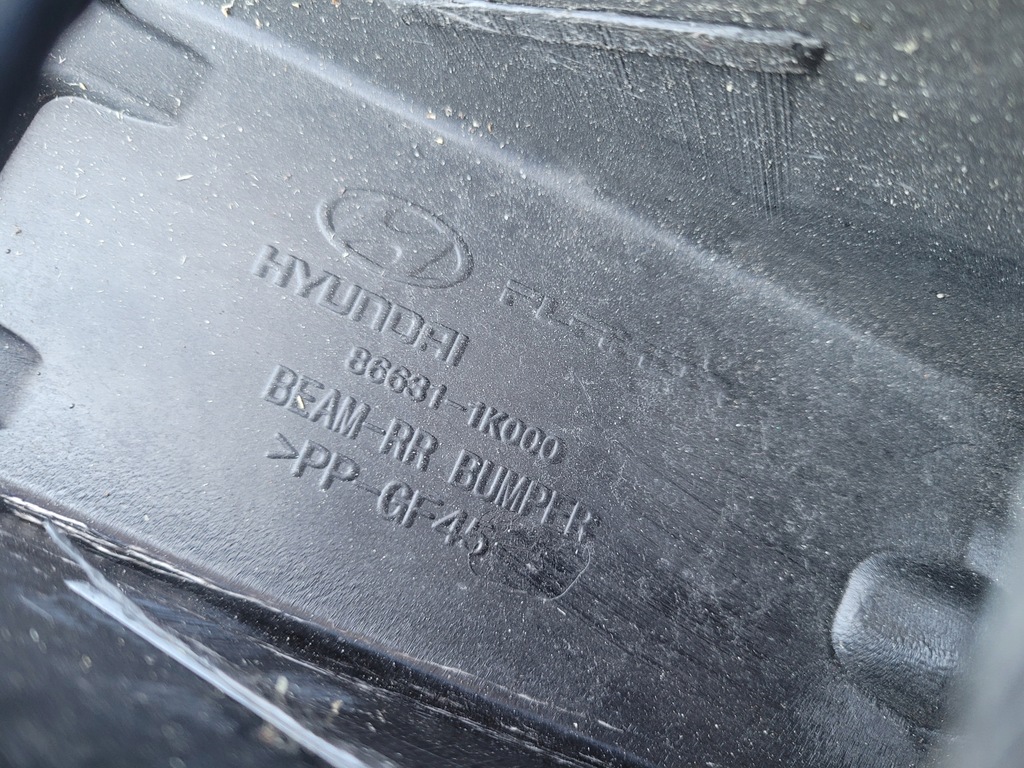 HYUNDAI
86631-1K000
BEAM-RR BUMPER
>PP-GF45